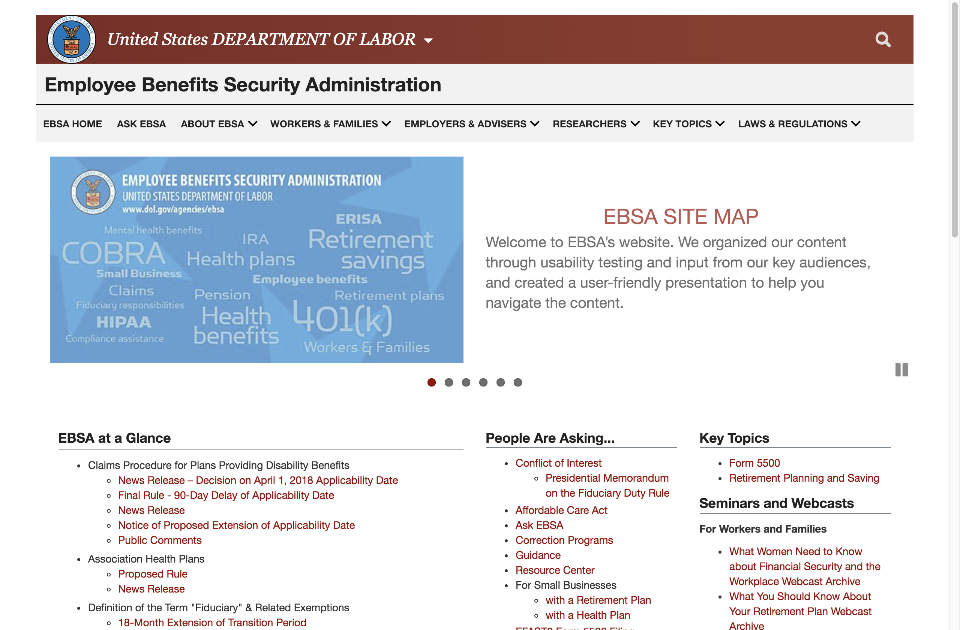 United States DEPARTMENT OF LABOR
Employee Benefits Security Administration
EBSA HOME ASK EBSA ABOUT EBSA WORKERS & FAMILIES EMPLOYERS & ADVISERS RESEARCHERS KEY TOPICS LAWS & REGULATIONS
EMPLOYEE BENEFITS SECURITY ADMINISTRATION
UNITED STATES DEPARTMENT OF LABOR
www.dol.gov/agencies/ebsa
ERISA
Mental health benefits
IRA
Retirement savings
COBRA
Health plans
Small Business
Employee benefits
Claims
Pension
Retirement plans
Fiduciary responsibilities
Health benefits
401(k)
HIPAA
Compliance assistance
Workers & Families
EBSA SITE MAP
Welcome to EBSA's website. We organized our content
through usability testing and input from our key audiences,
and created a user-friendly presentation to help you
navigate the content.
EBSA at a Glance
Claims Procedure for Plans Providing Disability Benefits
News Release – Decision on April 1, 2018 Applicability Date
Final Rule - 90-Day Delay of Applicability Date
News Release
Notice of Proposed Extension of Applicability Date
Public Comments
Association Health Plans
Proposed Rule
News Release
Definition of the Term "Fiduciary" & Related Exemptions
18-Month Extension of Transition Period
People Are Asking...
Conflict of Interest
Presidential Memorandum
on the Fiduciary Duty Rule
Affordable Care Act
Ask EBSA
Correction Programs
Guidance
Resource Center
For Small Businesses
with a Retirement Plan
with a Health Plan
Key Topics
Form 5500
Retirement Planning and Saving
Seminars and Webcasts
For Workers and Families
What Women Need to Know
about Financial Security and the
Workplace Webcast Archive
What You Should Know About
Your Retirement Plan Webcast
Archive